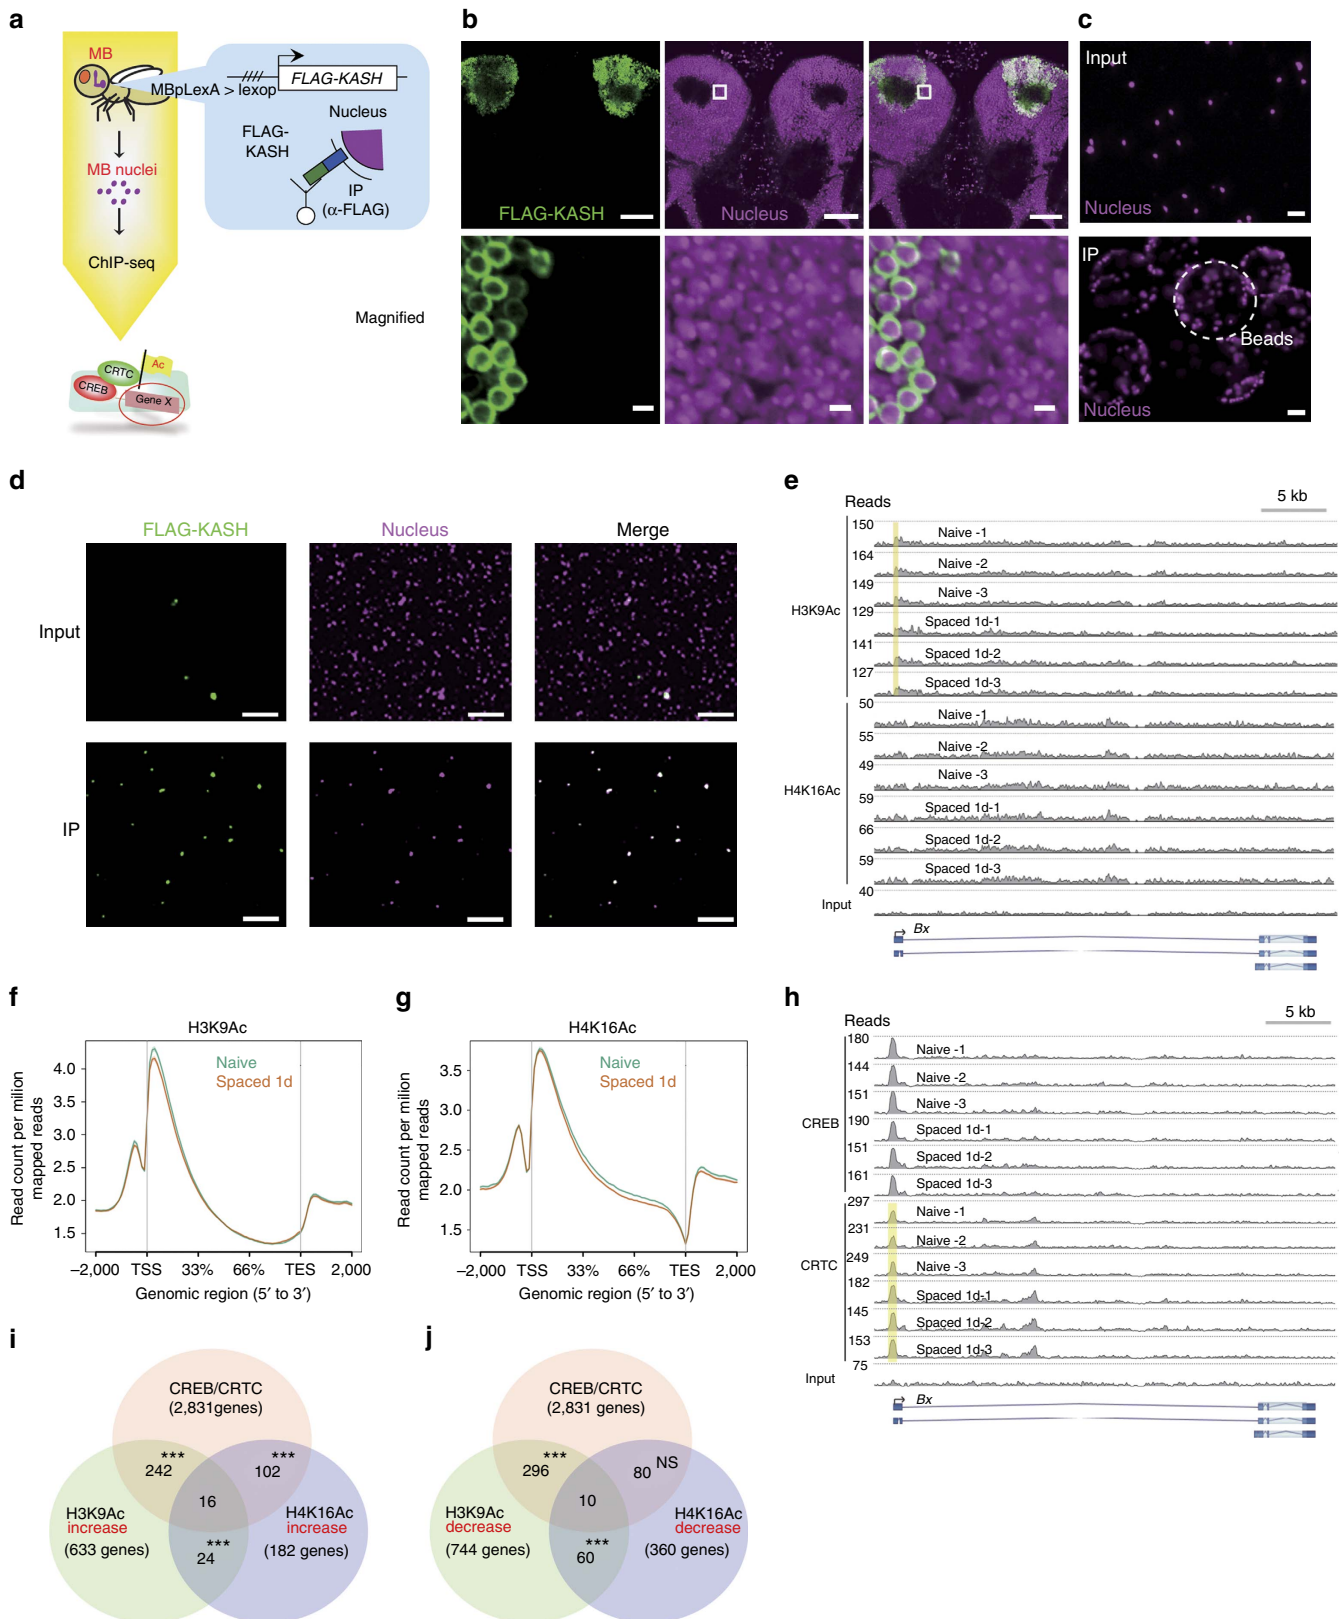 a
MB
MBpLexA > lexop
FLAG-KASH
Nucleus
FLAG-
KASH
IP
(α-FLAG)
MB nuclei
ChIP-seq
CRTC
Ac
CREB
Gene X
b
FLAG-KASH
Nucleus
Magnified
c
Input
Nucleus
IP
Beads
Nucleus
d
FLAG-KASH
Nucleus
Merge
Input
IP
e
Reads
5 kb
150
Naive -1
164
Naive -2
149
Naive -3
H3K9Ac
129
Spaced 1d-1
141
Spaced 1d-2
127
Spaced 1d-3
50
Naive -1
55
Naive -2
49
Naive -3
H4K16Ac
59
Spaced 1d-1
66
Spaced 1d-2
59
Spaced 1d-3
40
Input
Bx
f
H3K9Ac
Naive
Spaced 1d
Read count per milion
mapped reads
4.0
3.5
3.0
2.5
2.0
1.5
–2,000
TSS
33%
66%
TES
2,000
Genomic region (5′ to 3′)
g
H4K16Ac
Naive
Spaced 1d
Read count per milion
mapped reads
3.5
3.0
2.5
2.0
1.5
–2,000
TSS
33%
66%
TES
2,000
Genomic region (5′ to 3′)
h
Reads
5 kb
180
Naive -1
144
Naive -2
151
Naive -3
CREB
190
Spaced 1d-1
151
Spaced 1d-2
161
Spaced 1d-3
297
Naive -1
231
Naive -2
249
Naive -3
CRTC
182
Spaced 1d-1
145
Spaced 1d-2
153
Spaced 1d-3
75
Input
Bx
i
CREB/CRTC
(2,831genes)
***
242
***
102
16
H3K9Ac
increase
(633 genes)
H4K16Ac
increase
(182 genes)
***
24
j
CREB/CRTC
(2,831 genes)
***
296
NS
80
10
H3K9Ac
decrease
(744 genes)
H4K16Ac
decrease
(360 genes)
***
60